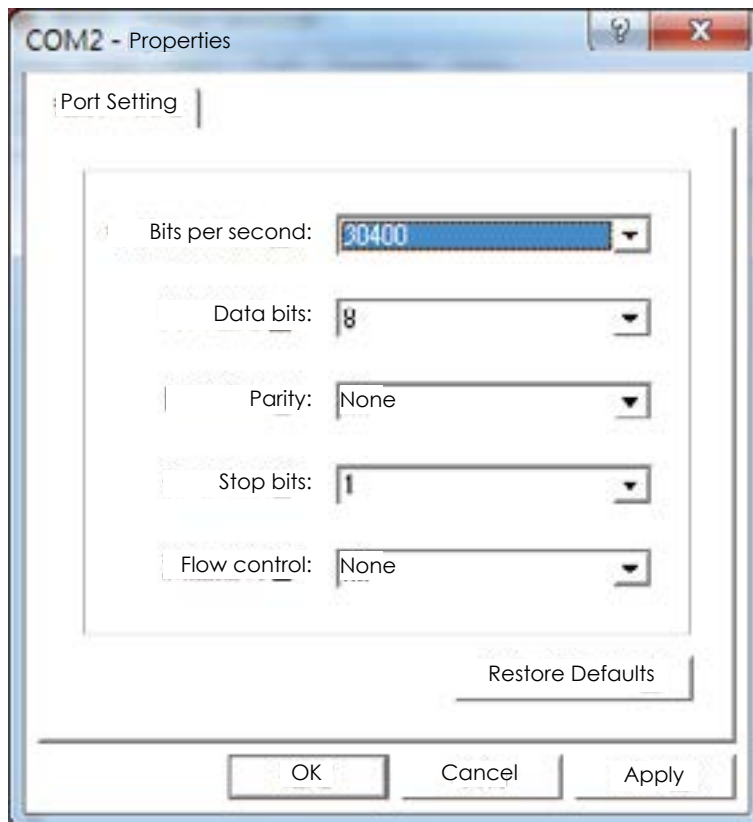 COM2 - Properties
Port Setting
Bits per second: 30400
Data bits: 8
Parity: None
Stop bits: 1
Flow control: None
Restore Defaults
OK Cancel Apply